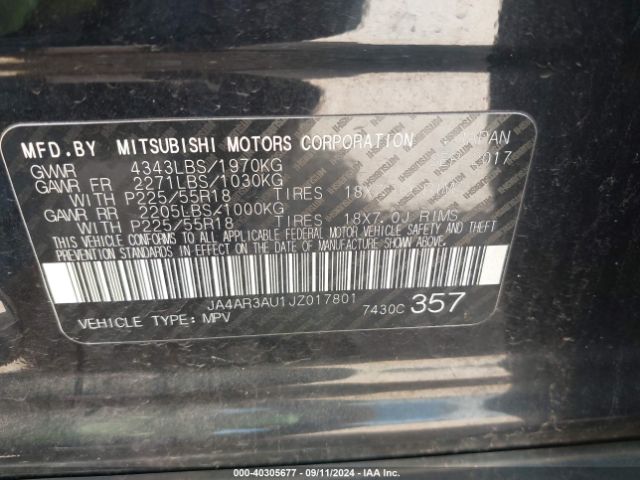 MFD.BY MITSUBISHI MOTORS CORPORATION JAPAN
GVWR 4343LBS/1970KG 017
GAWR FR 2271LBS/1030KG
WITH P225/55R18 TIRES 18X
GAWR RR 2205LBS/1000KG
WITH P225/55R18 TIRES 18X7.0J RIMS
THIS VEHICLE CONFORMS TO ALL APPLICABLE FEDERAL MOTOR VEHICLE SAFETY AND THEFT
PREVENTION STANDARDS IN EFFECT ON THE DATE OF MANUFACTURE SHOWN ABOVE.
JA4AR3AU1JZ017801
VEHICLE TYPE: MPV 7430C 357
000-40305677 - 09/11/2024 - IAA Inc.